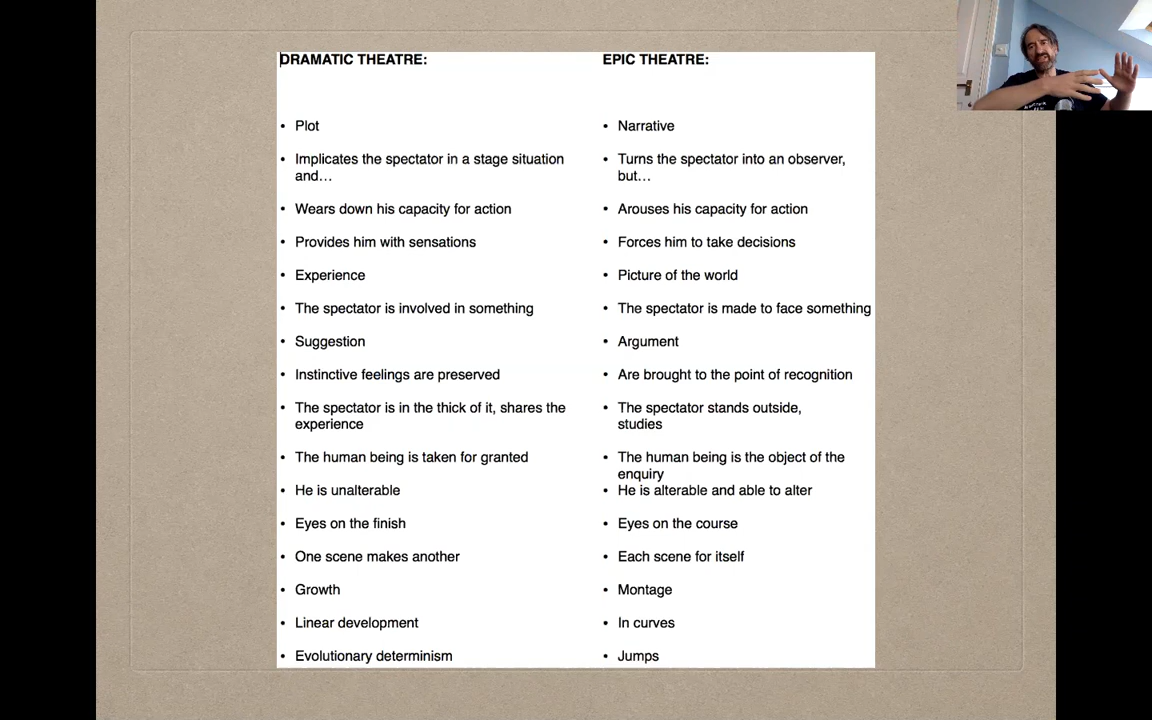 DRAMATIC THEATRE:
EPIC THEATRE:
• Plot
• Narrative
• Implicates the spectator in a stage situation
and…
• Turns the spectator into an observer,
but…
• Wears down his capacity for action
• Arouses his capacity for action
• Provides him with sensations
• Forces him to take decisions
• Experience
• Picture of the world
• The spectator is involved in something
• The spectator is made to face something
• Suggestion
• Argument
• Instinctive feelings are preserved
• Are brought to the point of recognition
• The spectator is in the thick of it, shares the
experience
• The spectator stands outside,
studies
• The human being is taken for granted
• The human being is the object of the
enquiry
• He is unalterable
• He is alterable and able to alter
• Eyes on the finish
• Eyes on the course
• One scene makes another
• Each scene for itself
• Growth
• Montage
• Linear development
• In curves
• Evolutionary determinism
• Jumps